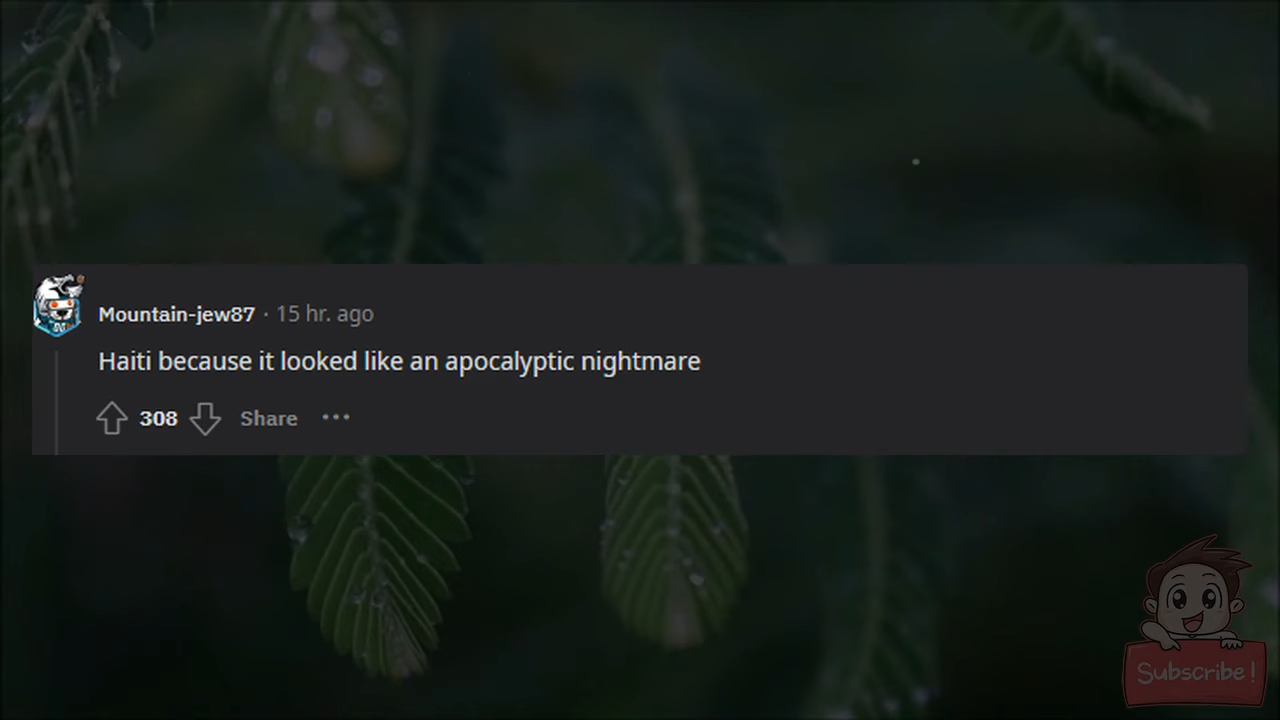 Mountain-jew87 · 15 hr. ago
Haiti because it looked like an apocalyptic nightmare
308 Share ···
Subscribe!